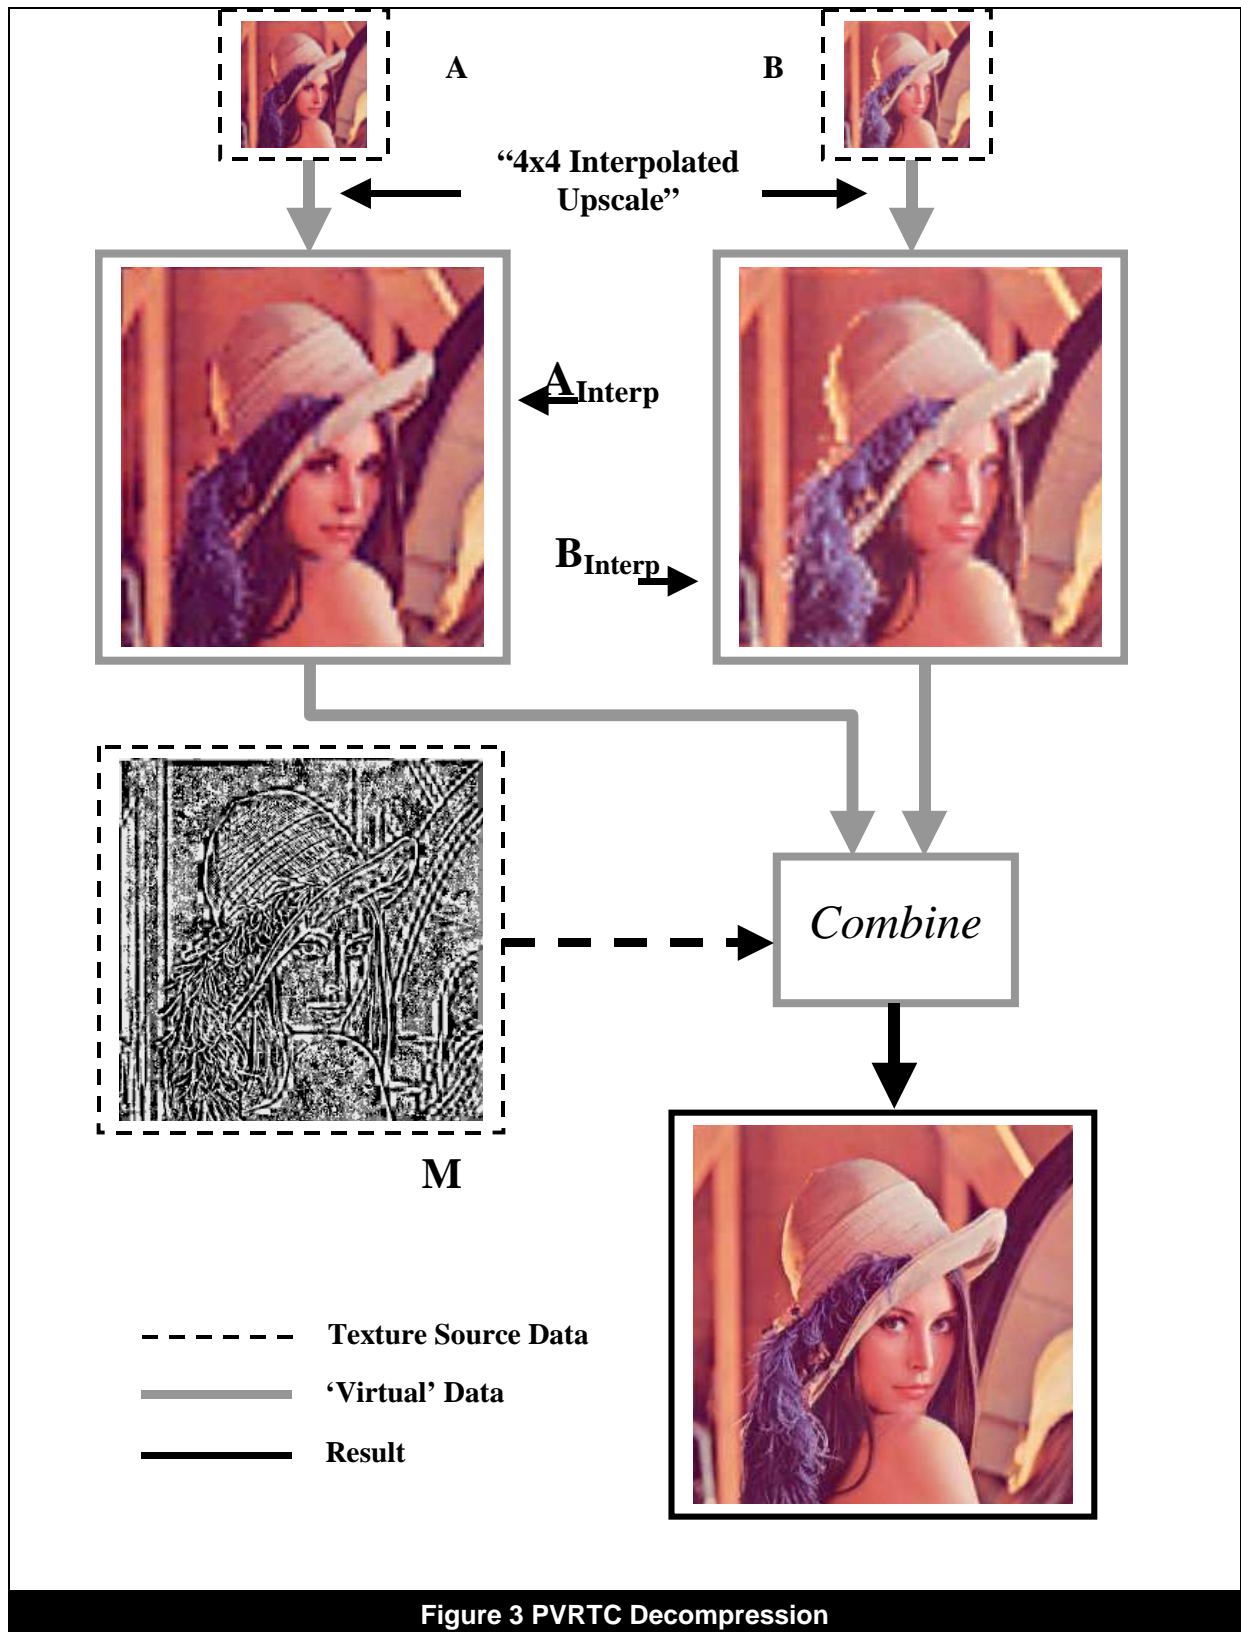 A
B
“4x4 Interpolated
Upscale”
AInterp
BInterp
Combine
M
Texture Source Data
‘Virtual’ Data
Result
Figure 3 PVRTC Decompression